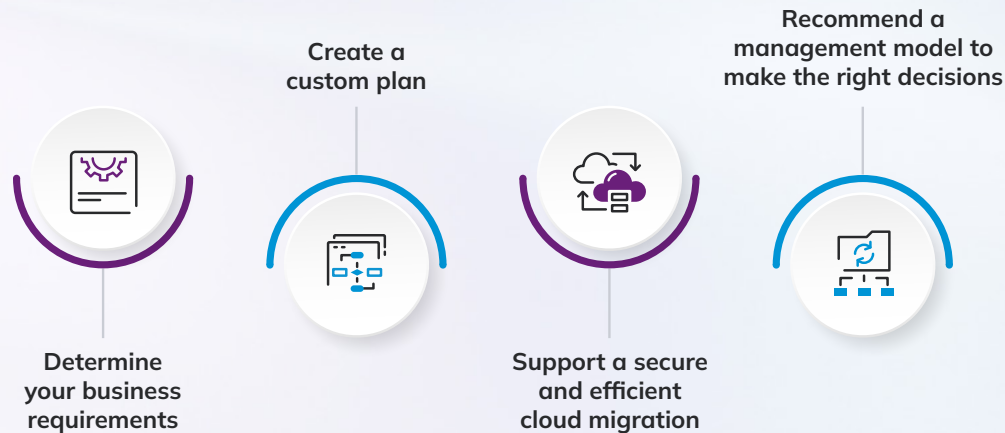 Determine
your business
requirements
Create a
custom plan
Support a secure
and efficient
cloud migration
Recommend a
management model to
make the right decisions